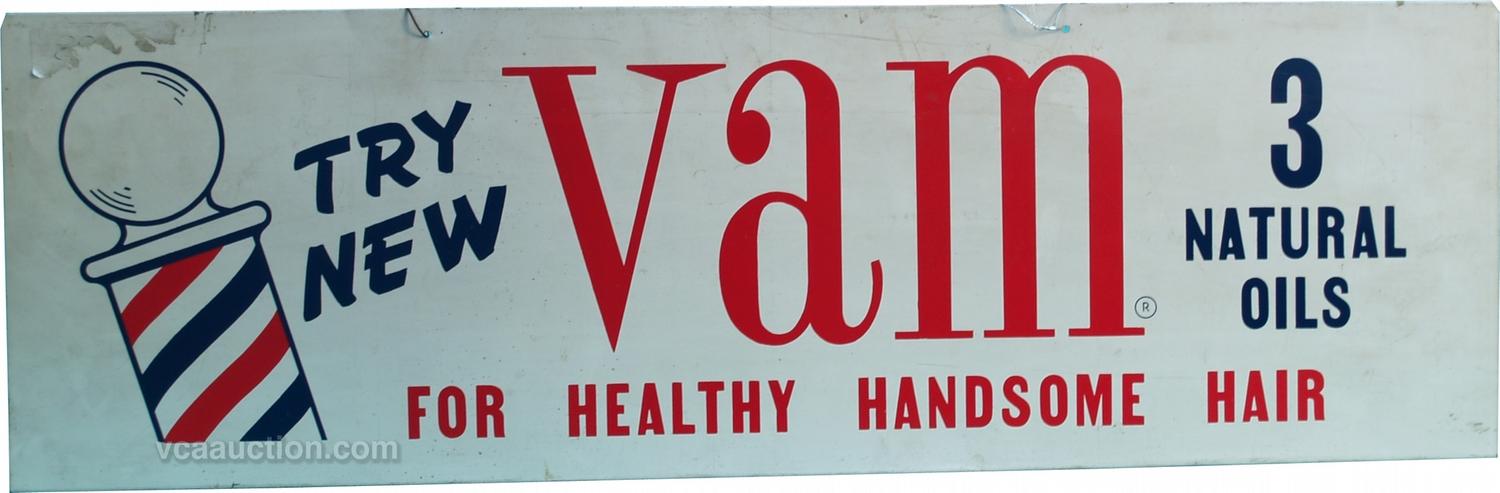 TRY
NEW
Vam
®
3
NATURAL
OILS
FOR HEALTHY HANDSOME HAIR
vcaauction.com